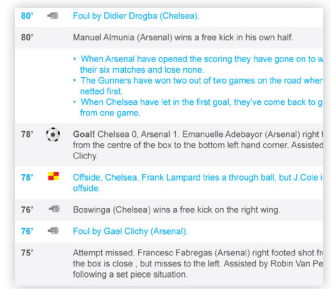 80' Foul by Didier Drogba (Chelsea).
80' Manuel Almunia (Arsenal) wins a free kick in his own half.
• When Arsenal have opened the scoring they have gone on to
their six matches and lose none.
• The Gunners have won two out of two games on the road
netted first.
• When Chelsea have let in the first goal, they've come back to
from one game.
78' Goal! Chelsea 0, Arsenal 1. Emanuelle Adebayor (Arsenal) right
from the centre of the box to the bottom left hand corner. Assisted
Clichy.
78' Offside, Chelsea. Frank Lampard tries a through ball, but J.Cole
offside.
76' Boswinga (Chelsea) wins a free kick on the right wing.
76' Foul by Gael Clichy (Arsenal).
75' Attempt missed. Francesc Fabregas (Arsenal) right footed shot
the box is close , but misses to the left. Assisted by Robin Van
following a set piece situation.